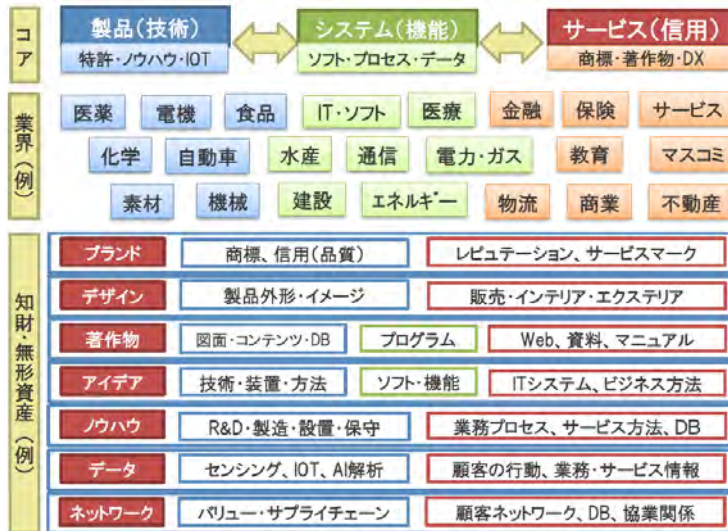 コア
製品(技術)
特許・ノウハウ・IOT
システム(機能)
ソフト・プロセス・データ
サービス(信用)
商標・著作物・DX
業界(例)
医薬 電機 食品 IT・ソフト 医療 金融 保険 サービス
化学 自動車 水産 通信 電力・ガス 教育 マスコミ
素材 機械 建設 エネルギー 物流 商業 不動産
知財・無形資産(例)
ブランド 商標、信用(品質) レピュテーション、サービスマーク
デザイン 製品外形・イメージ 販売・インテリア・エクステリア
著作物 図面・コンテンツ・DB プログラム Web、資料、マニュアル
アイデア 技術・装置・方法 ソフト・機能 ITシステム、ビジネス方法
ノウハウ R&D・製造・設置・保守 業務プロセス、サービス方法、DB
データ センシング、IOT、AI解析 顧客の行動、業務・サービス情報
ネットワーク バリュー・サプライチェーン 顧客ネットワーク、DB、協業関係